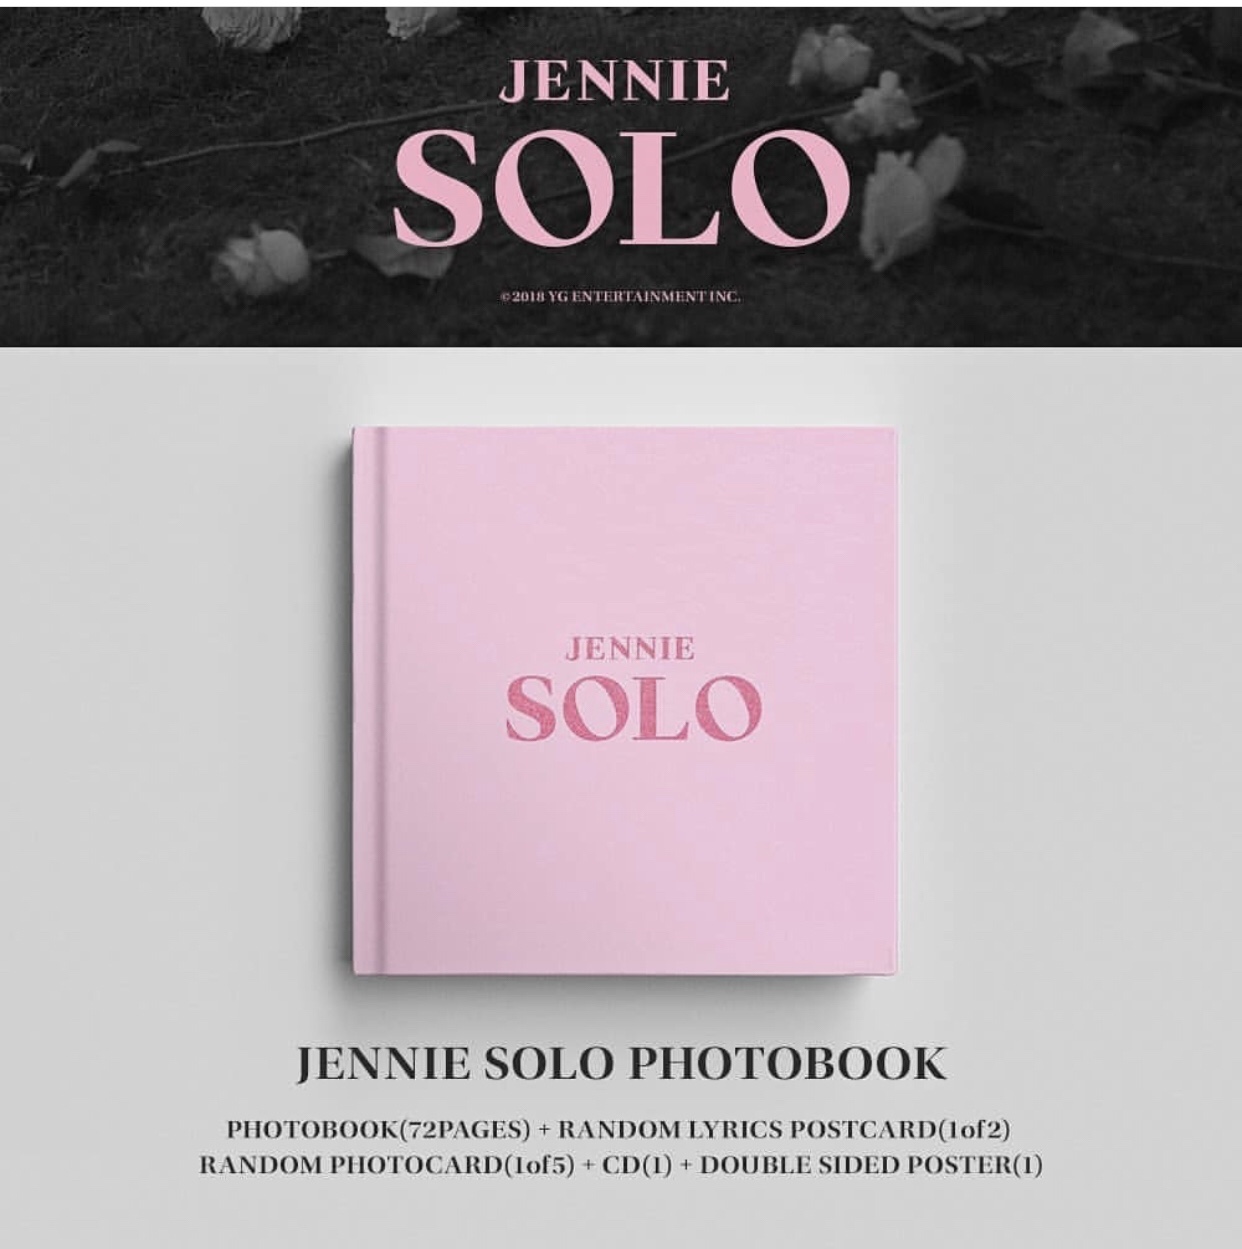 JENNIE
SOLO
©2018 YG ENTERTAINMENT INC.
JENNIE
SOLO
JENNIE SOLO PHOTOBOOK
PHOTOBOOK(72PAGES) + RANDOM LYRICS POSTCARD(1of2)
RANDOM PHOTOCARD(1of5) + CD(1) + DOUBLE SIDED POSTER(1)